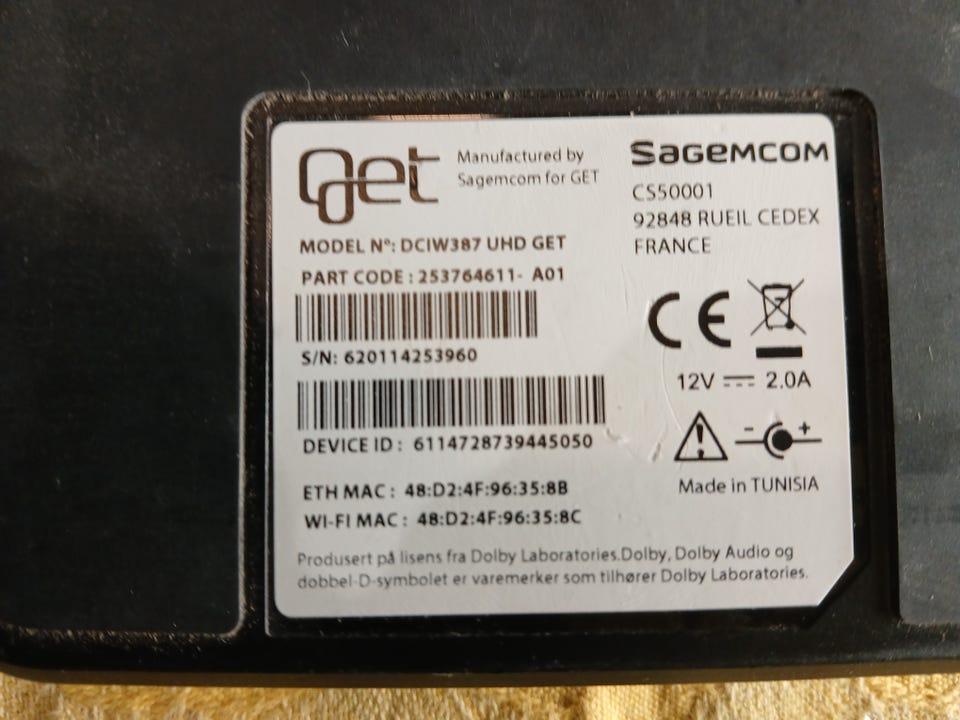 Get
Manufactured by
Sagemcom for GET
MODEL Nº: DCIW387 UHD GET
PART CODE : 253764611- A01
S/N: 620114253960
DEVICE ID : 6114728739445050
ETH MAC : 48:D2:4F:96:35:8B
WI-FI MAC : 48:D2:4F:96:35:8C
SAGEMCOM
CS50001
92848 RUEIL CEDEX
FRANCE
CE
12V 2.0A
- +
Made in TUNISIA
Produsert på lisens fra Dolby Laboratories.Dolby, Dolby Audio og
dobbel-D-symbolet er varemerker som tilhører Dolby Laboratories.